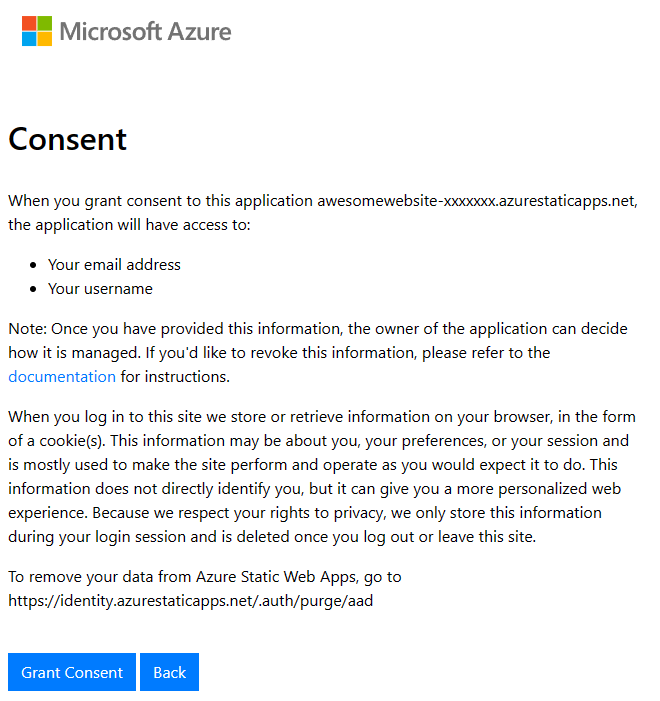 Microsoft Azure
Consent
When you grant consent to this application awesomewebsite-xxxxxxx.azurestaticapps.net,
the application will have access to:
• Your email address
• Your username
Note: Once you have provided this information, the owner of the application can decide
how it is managed. If you'd like to revoke this information, please refer to the
documentation for instructions.
When you log in to this site we store or retrieve information on your browser, in the form
of a cookie(s). This information may be about you, your preferences, or your session and
is mostly used to make the site perform and operate as you would expect it to do. This
information does not directly identify you, but it can give you a more personalized web
experience. Because we respect your rights to privacy, we only store this information
during your login session and is deleted once you log out or leave this site.
To remove your data from Azure Static Web Apps, go to
https://identity.azurestaticapps.net/.auth/purge/aad
Grant Consent Back